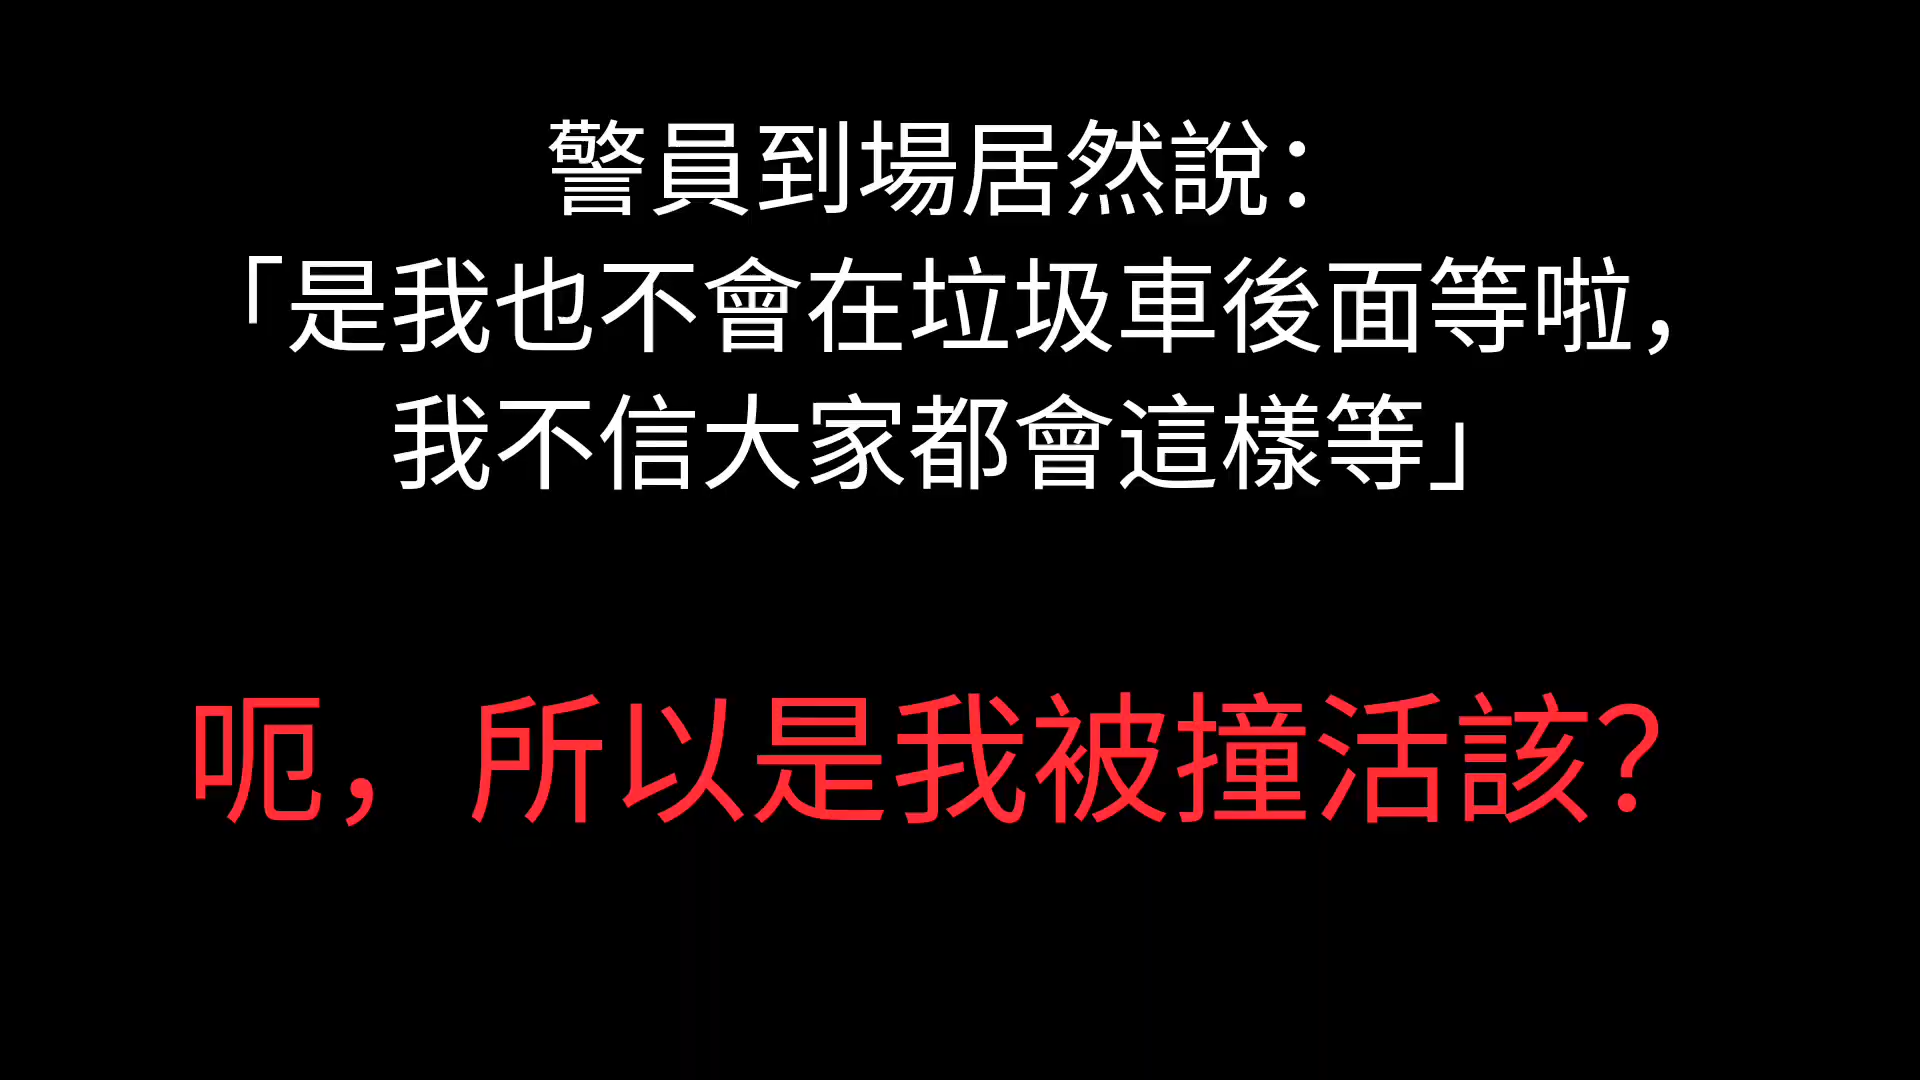 警員到場居然說：
「是我也不會在垃圾車後面等啦，
我不信大家都會這樣等」
呃，所以是我被撞活該？